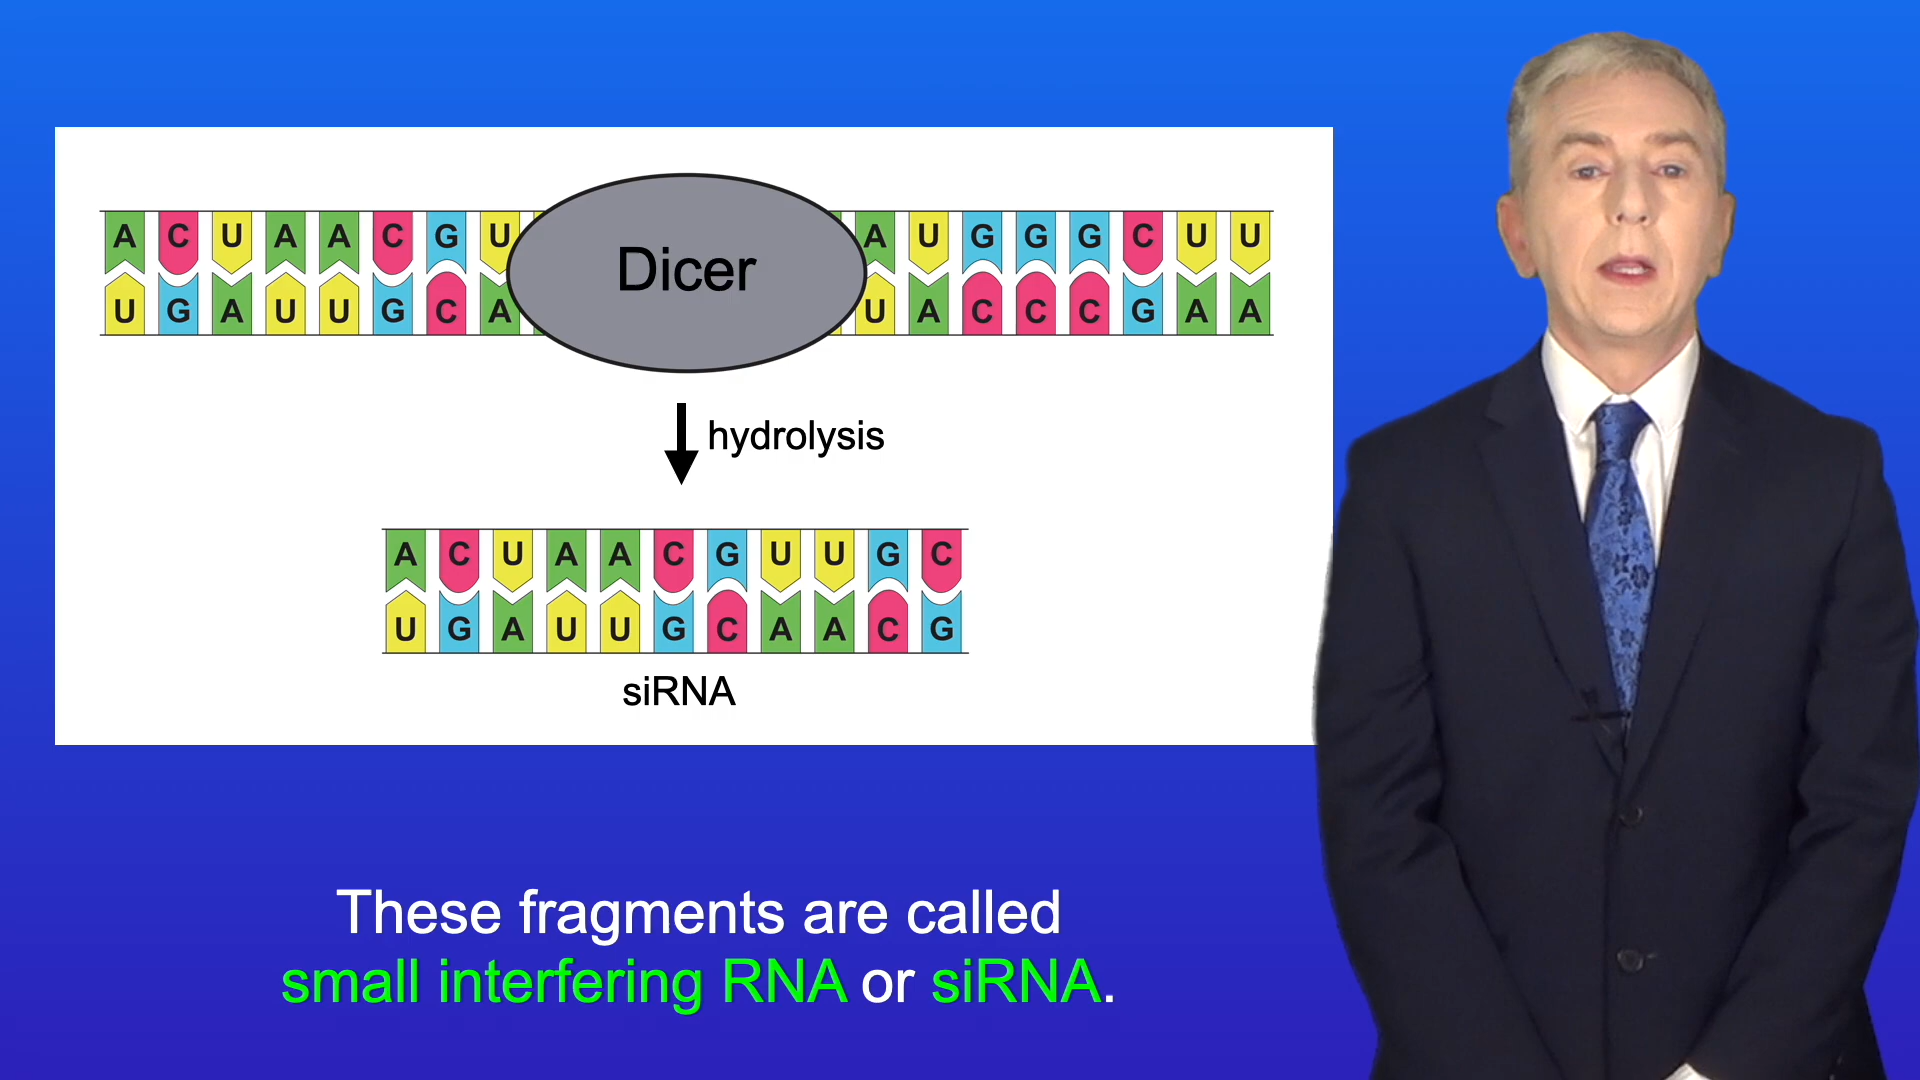 A C U A A C G U Dicer A U G G G C U U
U G A U U G C A U A C C C G A A
hydrolysis
A C U A A C G U U G C
U G A U U G C A A C G
siRNA
These fragments are called
small interfering RNA or siRNA.